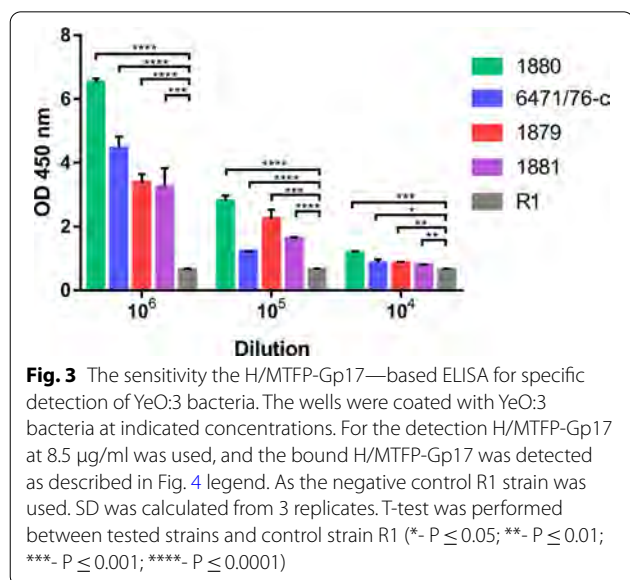 8
6
4
2
0
OD 450 nm
****
****
****
***
****
****
***
****
***
*
**
**
10⁶
10⁵
10⁴
Dilution
1880
6471/76-c
1879
1881
R1
Fig. 3 The sensitivity the H/MTFP-Gp17—based ELISA for specific
detection of YeO:3 bacteria. The wells were coated with YeO:3
bacteria at indicated concentrations. For the detection H/MTFP-Gp17
at 8.5 µg/ml was used, and the bound H/MTFP-Gp17 was detected
as described in Fig. 4 legend. As the negative control R1 strain was
used. SD was calculated from 3 replicates. T-test was performed
between tested strains and control strain R1 (*- P ≤ 0.05; **- P ≤ 0.01;
***- P ≤ 0.001; ****- P ≤ 0.0001)